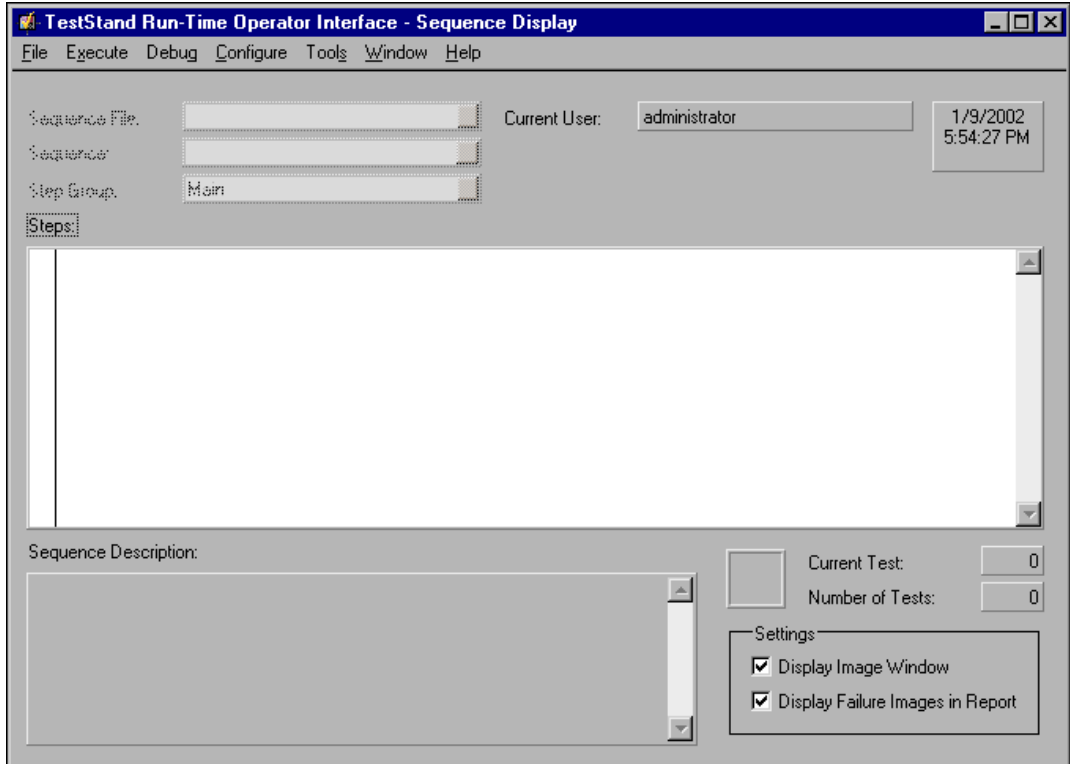 TestStand Run-Time Operator Interface - Sequence Display
File Execute Debug Configure Tools Window Help
Sequence File:
Current User: administrator
1/9/2002
5:54:27 PM
Sequence:
Step Group: Main
Steps:
Sequence Description:
Current Test: 0
Number of Tests: 0
Settings
Display Image Window
Display Failure Images in Report